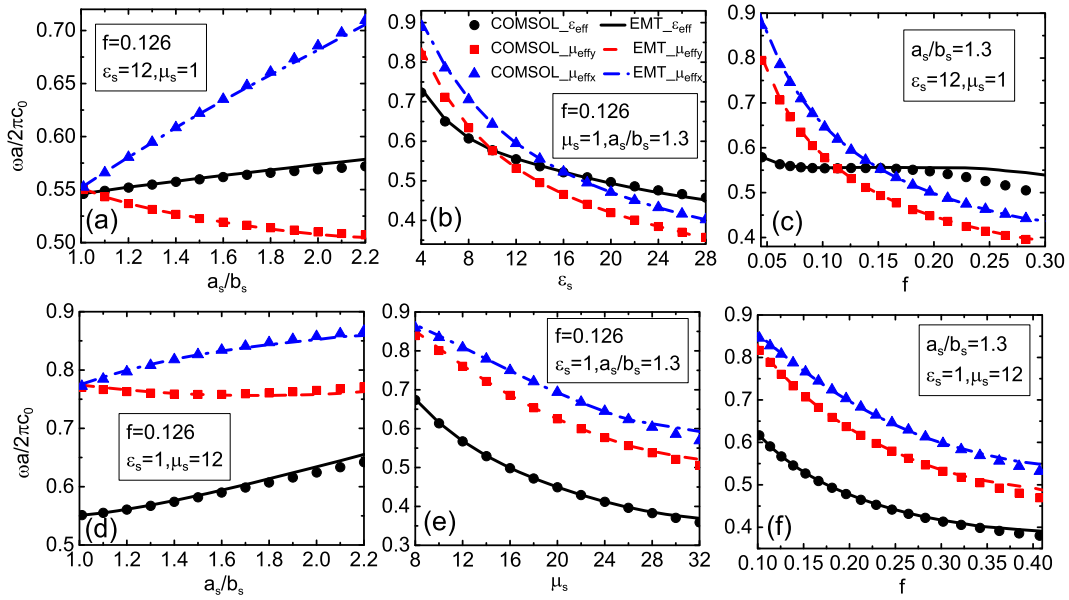 0.70
0.65
0.60
0.55
0.50
ωa/2πc₀
f=0.126
εₛ=12,μₛ=1
(a)
1.0 1.2 1.4 1.6 1.8 2.0 2.2
aₛ/bₛ
0.9
0.8
0.7
0.6
0.5
0.4
COMSOL_ε_eff EMT_ε_eff
COMSOL_μ_effy EMT_μ_effy
COMSOL_μ_effx EMT_μ_effx
f=0.126
μₛ=1,aₛ/bₛ=1.3
(b)
4 8 12 16 20 24 28
εₛ
0.9
0.8
0.7
0.6
0.5
0.4
aₛ/bₛ=1.3
εₛ=12,μₛ=1
(c)
0.05 0.10 0.15 0.20 0.25 0.30
f
0.9
0.8
0.7
0.6
0.5
ωa/2πc₀
f=0.126
εₛ=1,μₛ=12
(d)
1.0 1.2 1.4 1.6 1.8 2.0 2.2
aₛ/bₛ
0.9
0.8
0.7
0.6
0.5
0.4
0.3
f=0.126
εₛ=1,aₛ/bₛ=1.3
(e)
8 12 16 20 24 28 32
μₛ
0.9
0.8
0.7
0.6
0.5
0.4
aₛ/bₛ=1.3
εₛ=1,μₛ=12
(f)
0.10 0.15 0.20 0.25 0.30 0.35 0.40
f